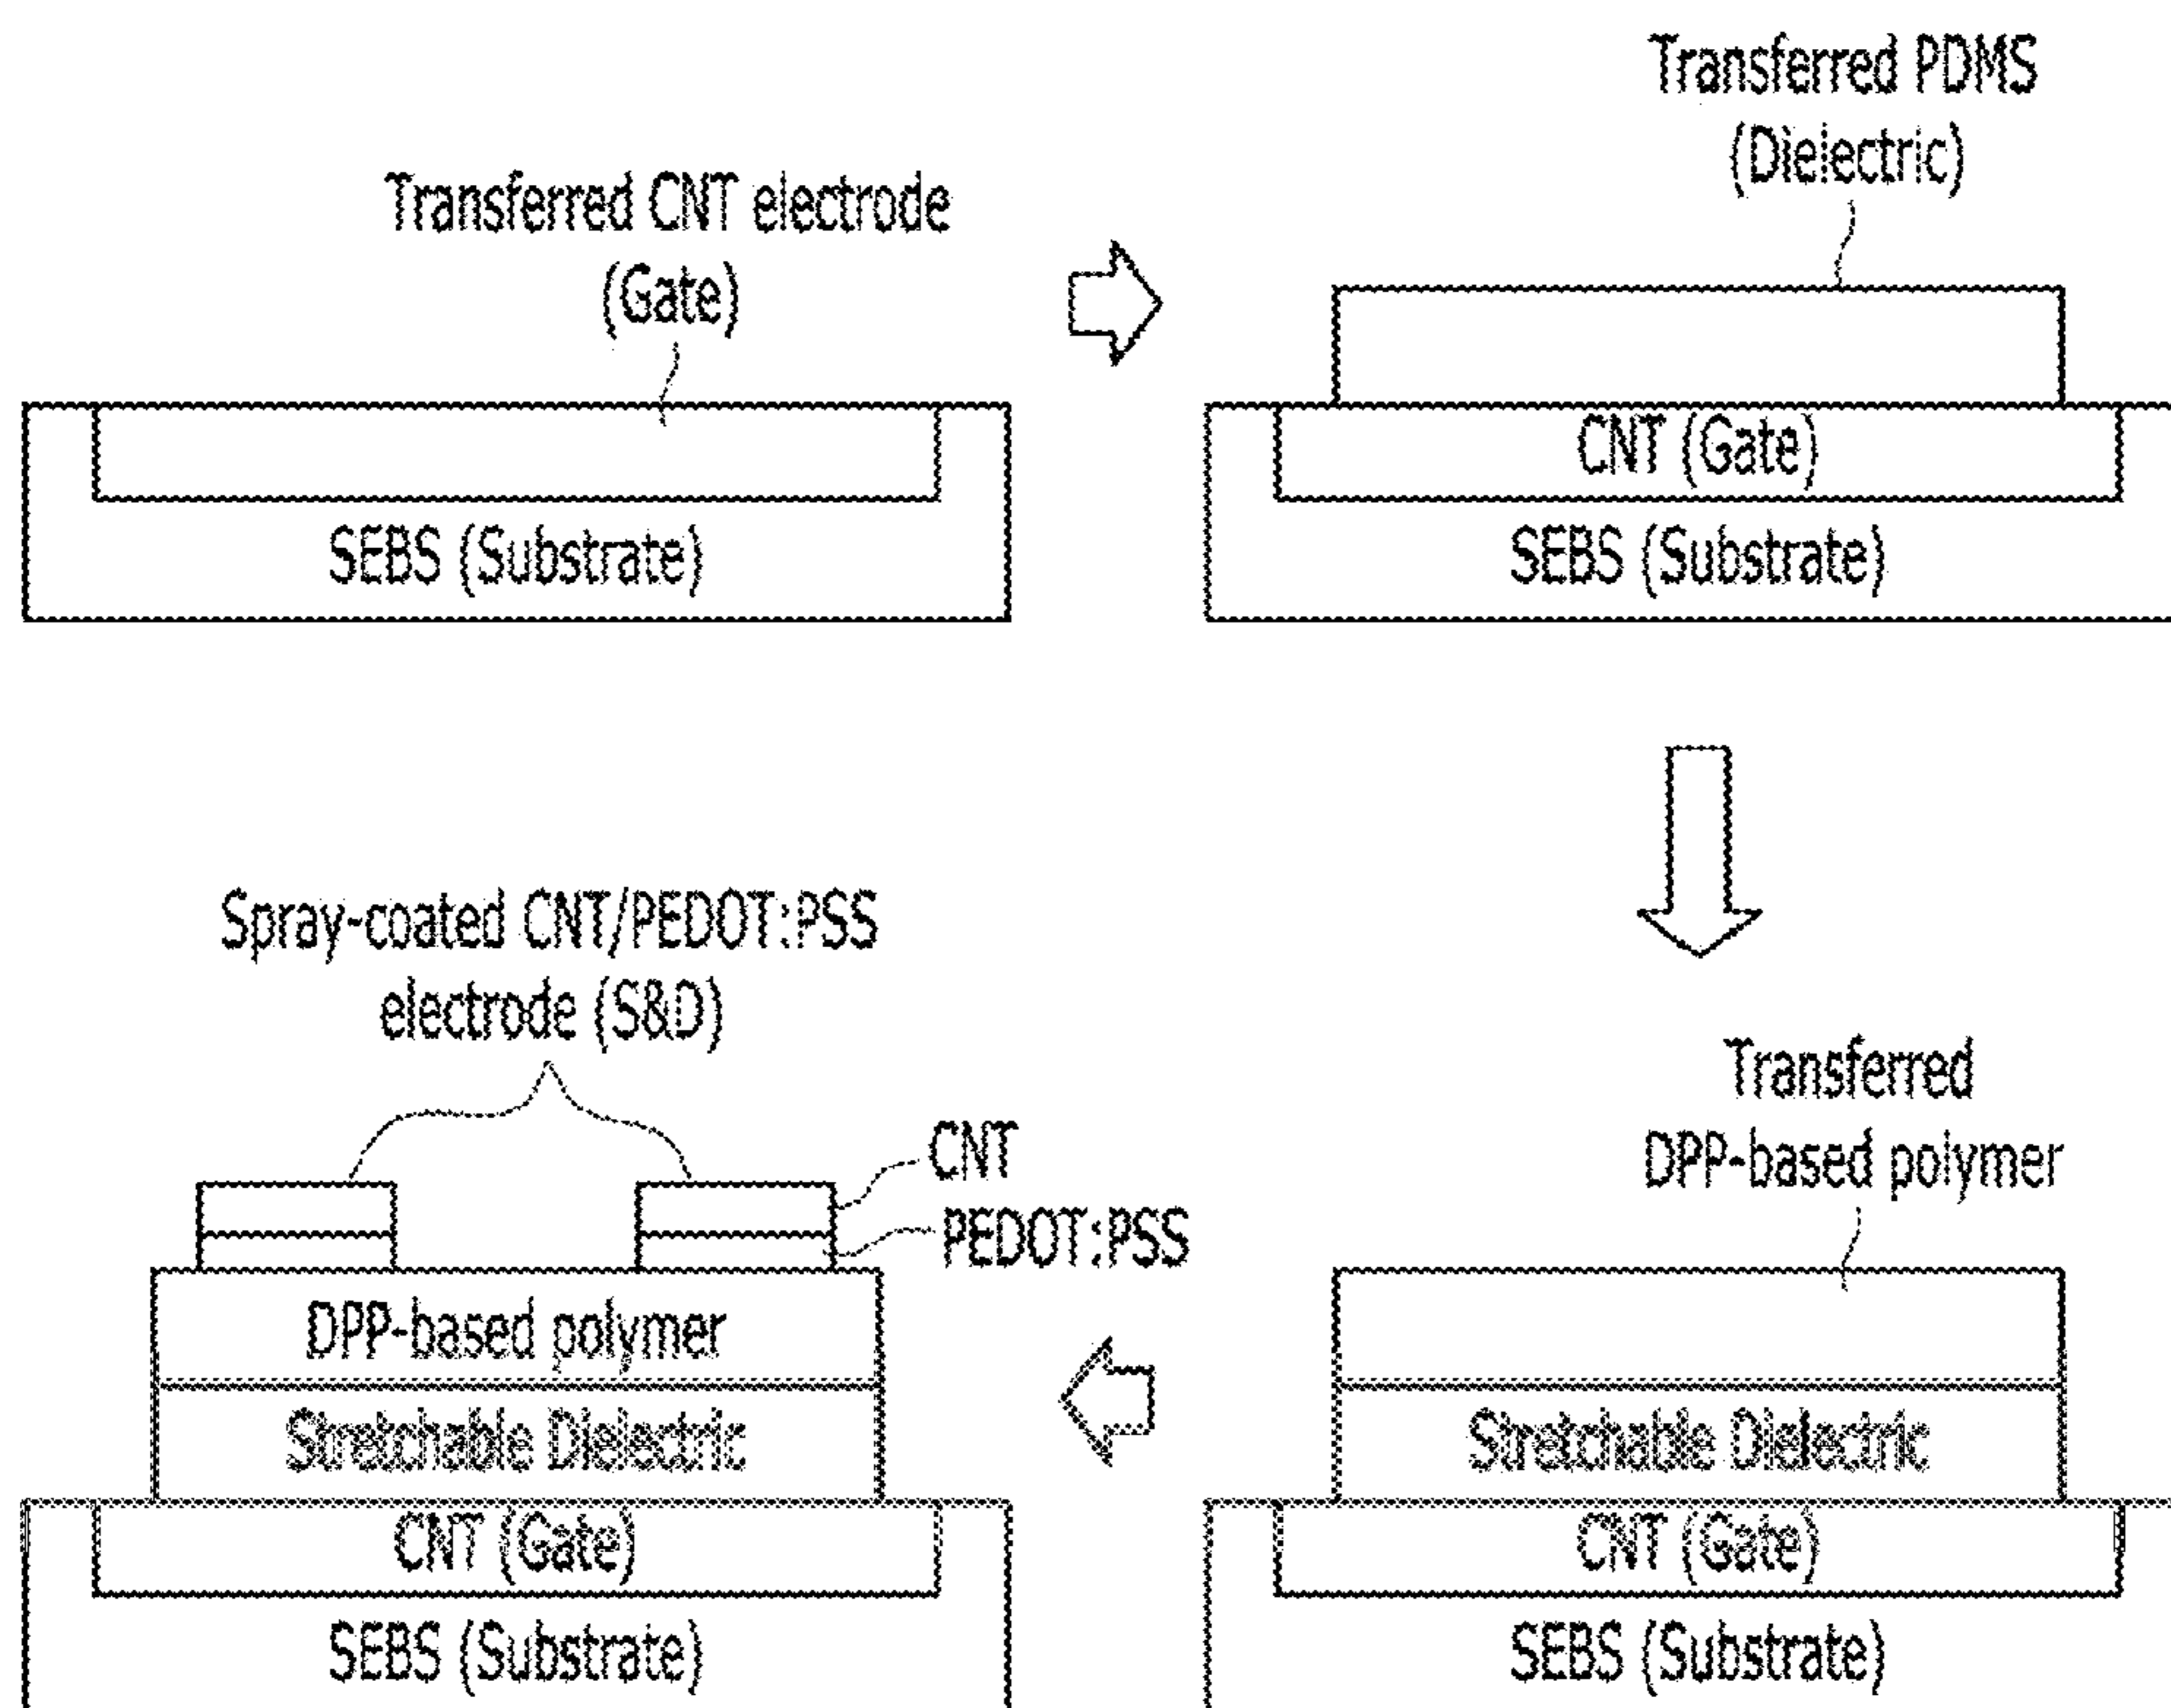 Transferred CNT electrode
(Gate)
SEBS (Substrate)
Transferred PDMS
(Dielectric)
CNT (Gate)
SEBS (Substrate)
Transferred
DPP-based polymer
Stretchable Dielectric
CNT (Gate)
SEBS (Substrate)
Spray-coated CNT/PEDOT:PSS
electrode (S&D)
CNT
PEDOT:PSS
DPP-based polymer
Stretchable Dielectric
CNT (Gate)
SEBS (Substrate)